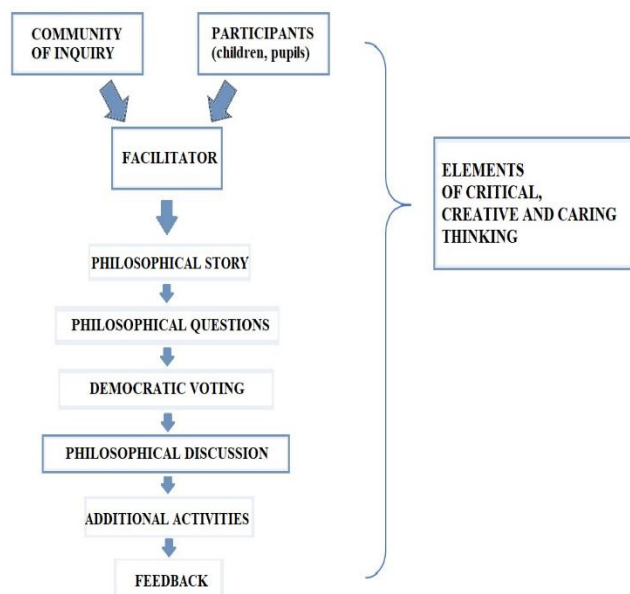 COMMUNITY
OF INQUIRY
PARTICIPANTS
(children, pupils)
FACILITATOR
ELEMENTS
OF CRITICAL,
CREATIVE AND CARING
THINKING
PHILOSOPHICAL STORY
PHILOSOPHICAL QUESTIONS
DEMOCRATIC VOTING
PHILOSOPHICAL DISCUSSION
ADDITIONAL ACTIVITIES
FEEDBACK